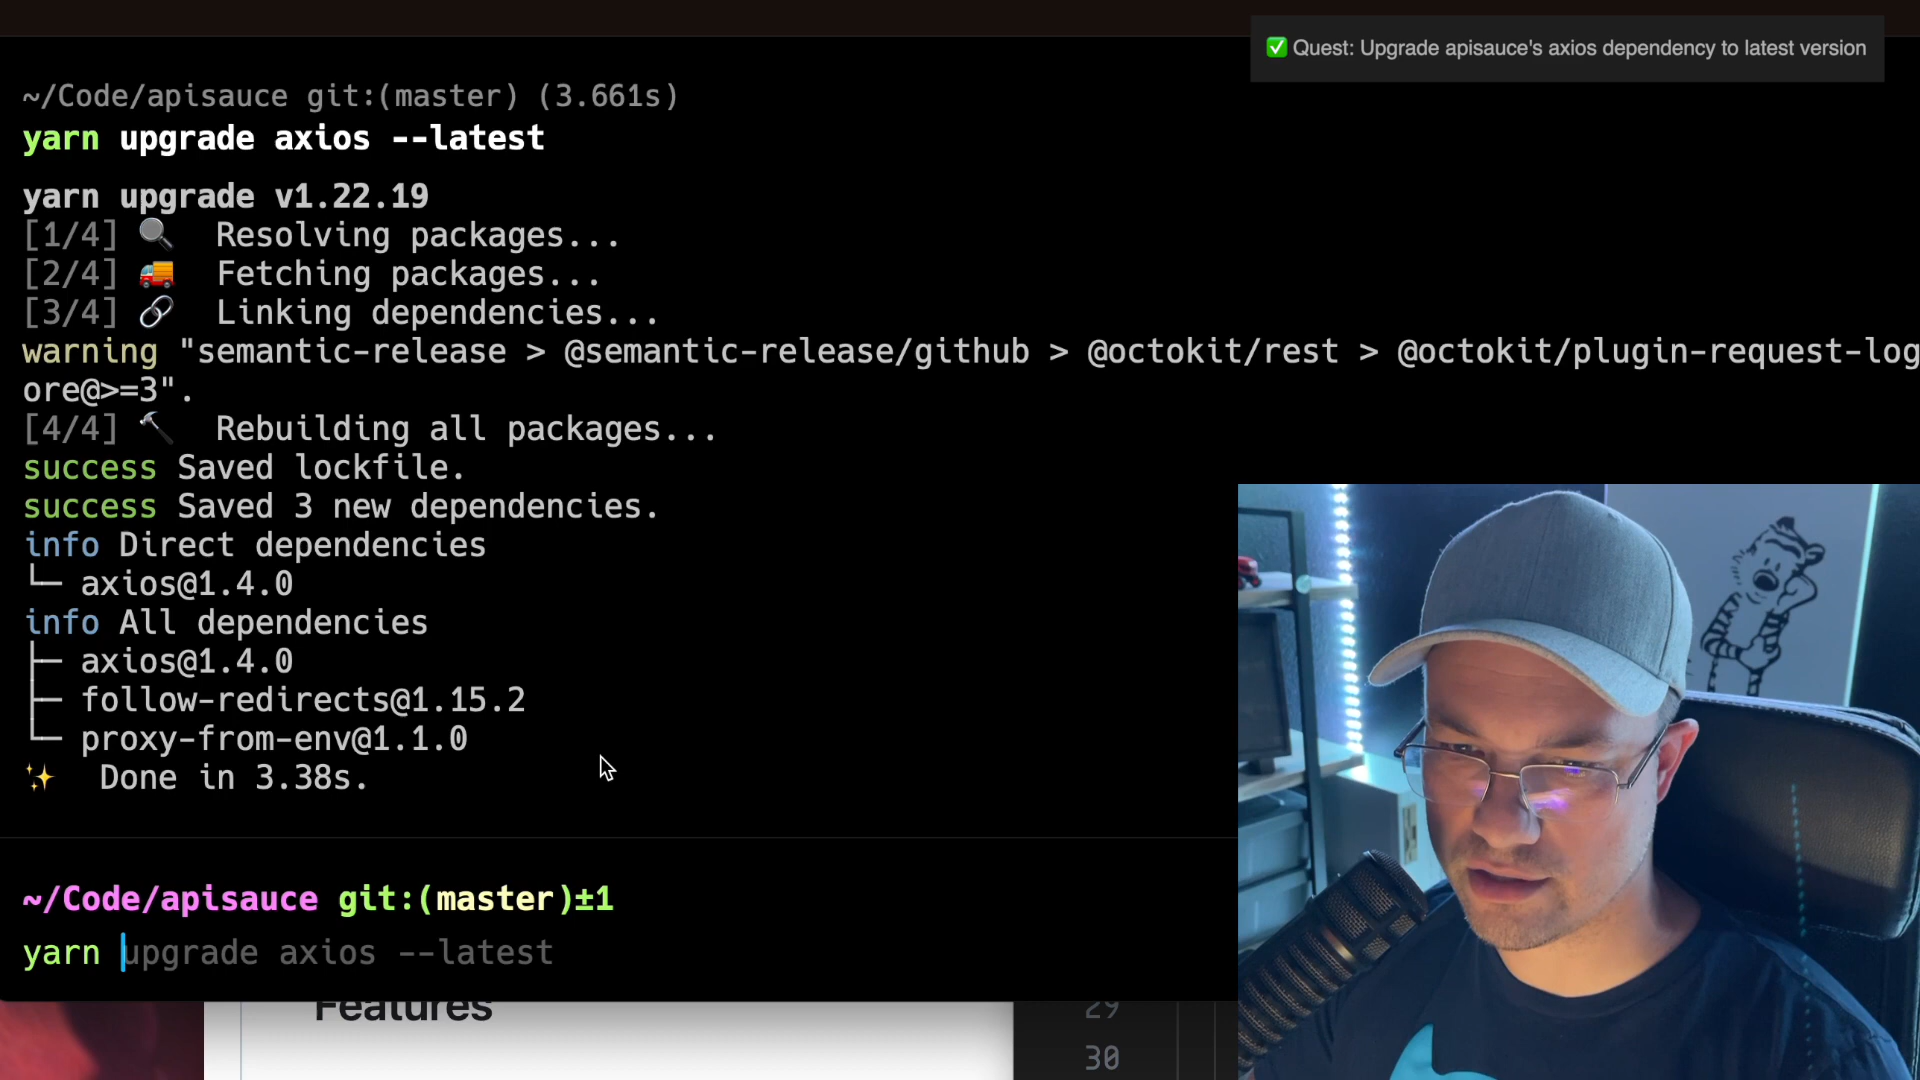 ✅ Quest: Upgrade apisauce's axios dependency to latest version
~/Code/apisauce git:(master) (3.661s)
yarn upgrade axios --latest
yarn upgrade v1.22.19
[1/4] 🔍 Resolving packages...
[2/4] 🚚 Fetching packages...
[3/4] 🔗 Linking dependencies...
warning "semantic-release > @semantic-release/github > @octokit/rest > @octokit/plugin-request-log
ore@>=3".
[4/4] 🔨 Rebuilding all packages...
success Saved lockfile.
success Saved 3 new dependencies.
info Direct dependencies
└─ axios@1.4.0
info All dependencies
├─ axios@1.4.0
├─ follow-redirects@1.15.2
└─ proxy-from-env@1.1.0
✨ Done in 3.38s.
~/Code/apisauce git:(master)±1
yarn upgrade axios --latest
Features
29
30